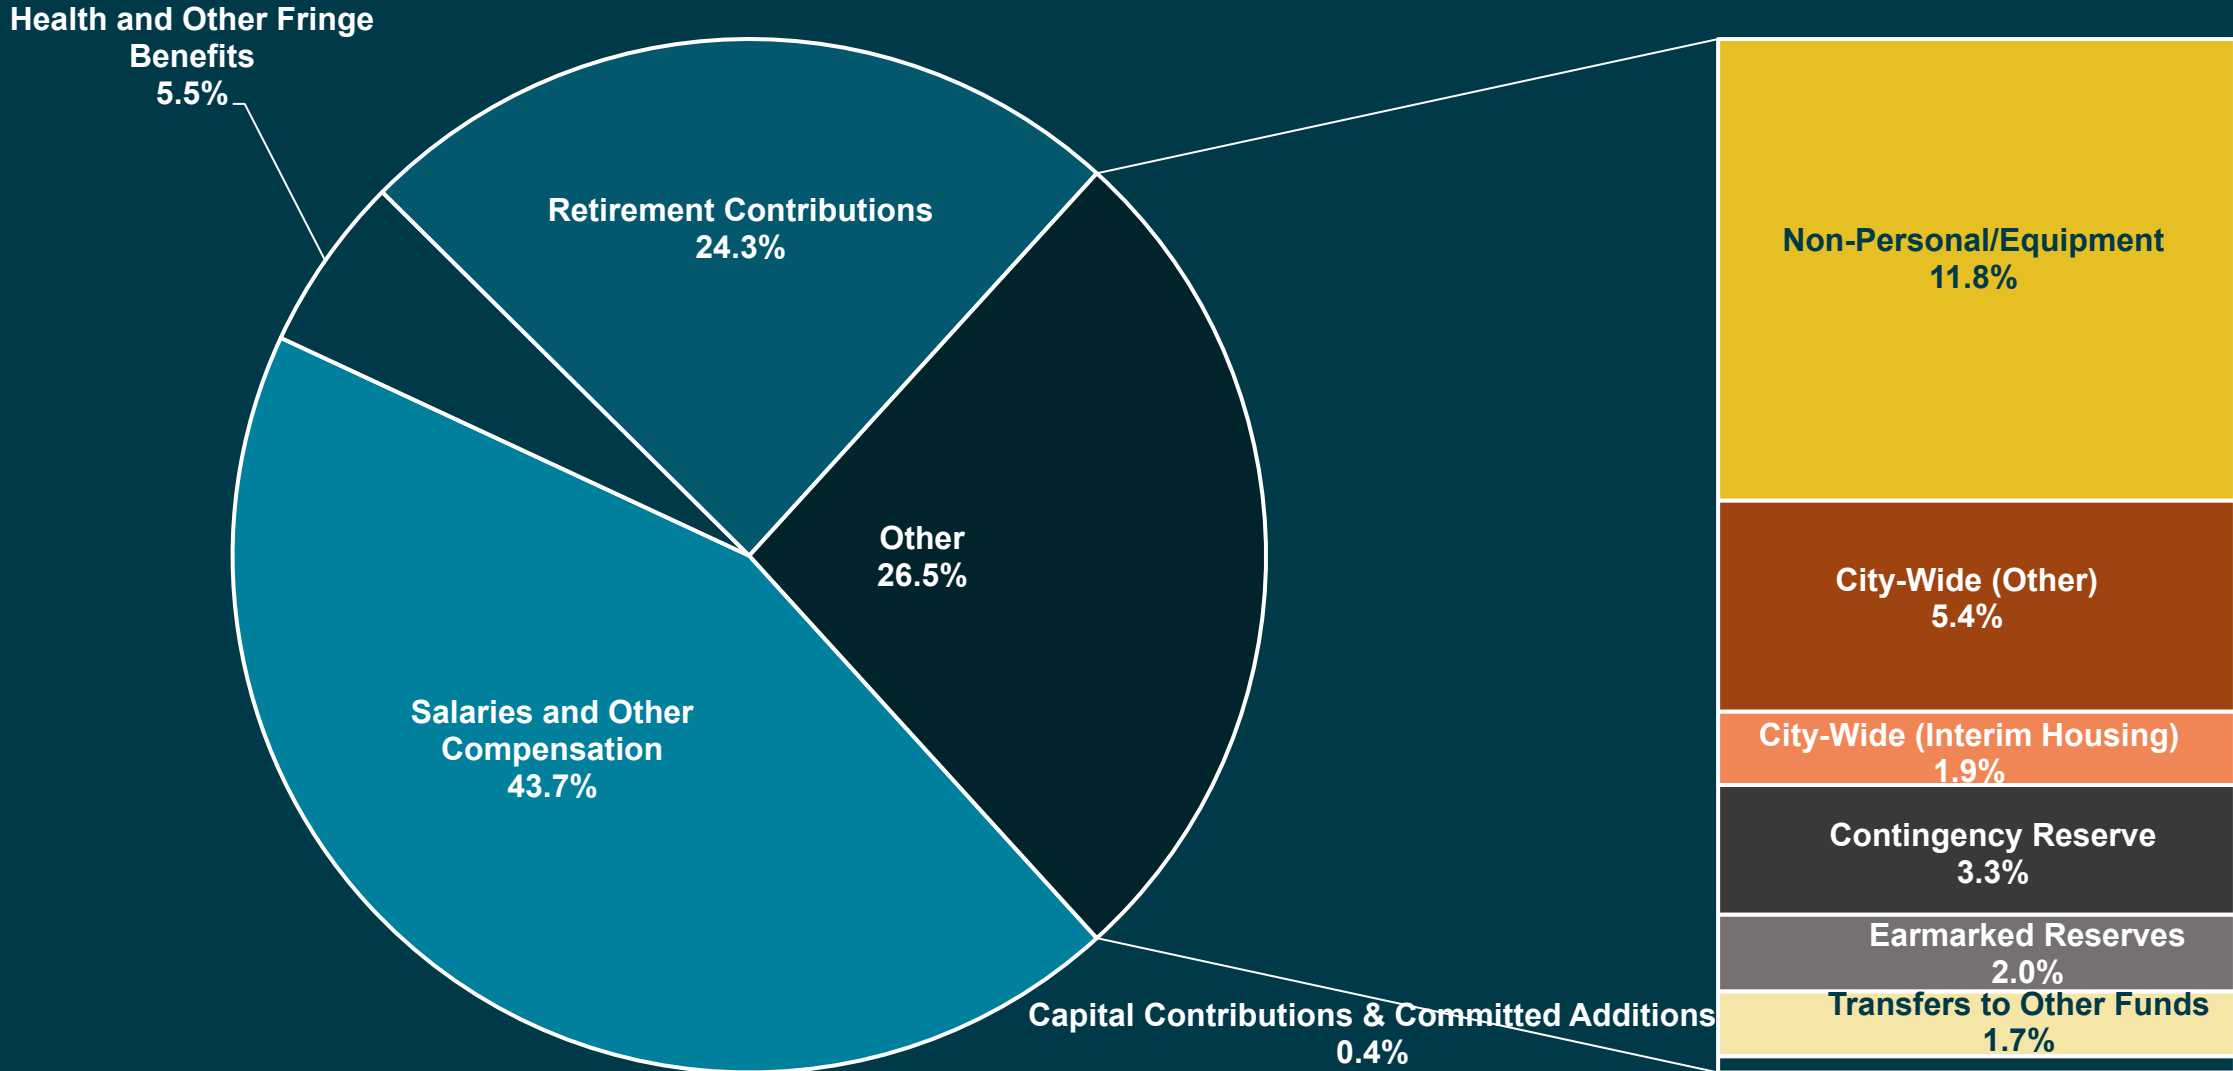 Health and Other Fringe
Benefits
5.5%
Retirement Contributions
24.3%
Other
26.5%
Salaries and Other
Compensation
43.7%
Non-Personal/Equipment
11.8%
City-Wide (Other)
5.4%
City-Wide (Interim Housing)
1.9%
Contingency Reserve
3.3%
Earmarked Reserves
2.0%
Transfers to Other Funds
1.7%
Capital Contributions & Committed Additions
0.4%